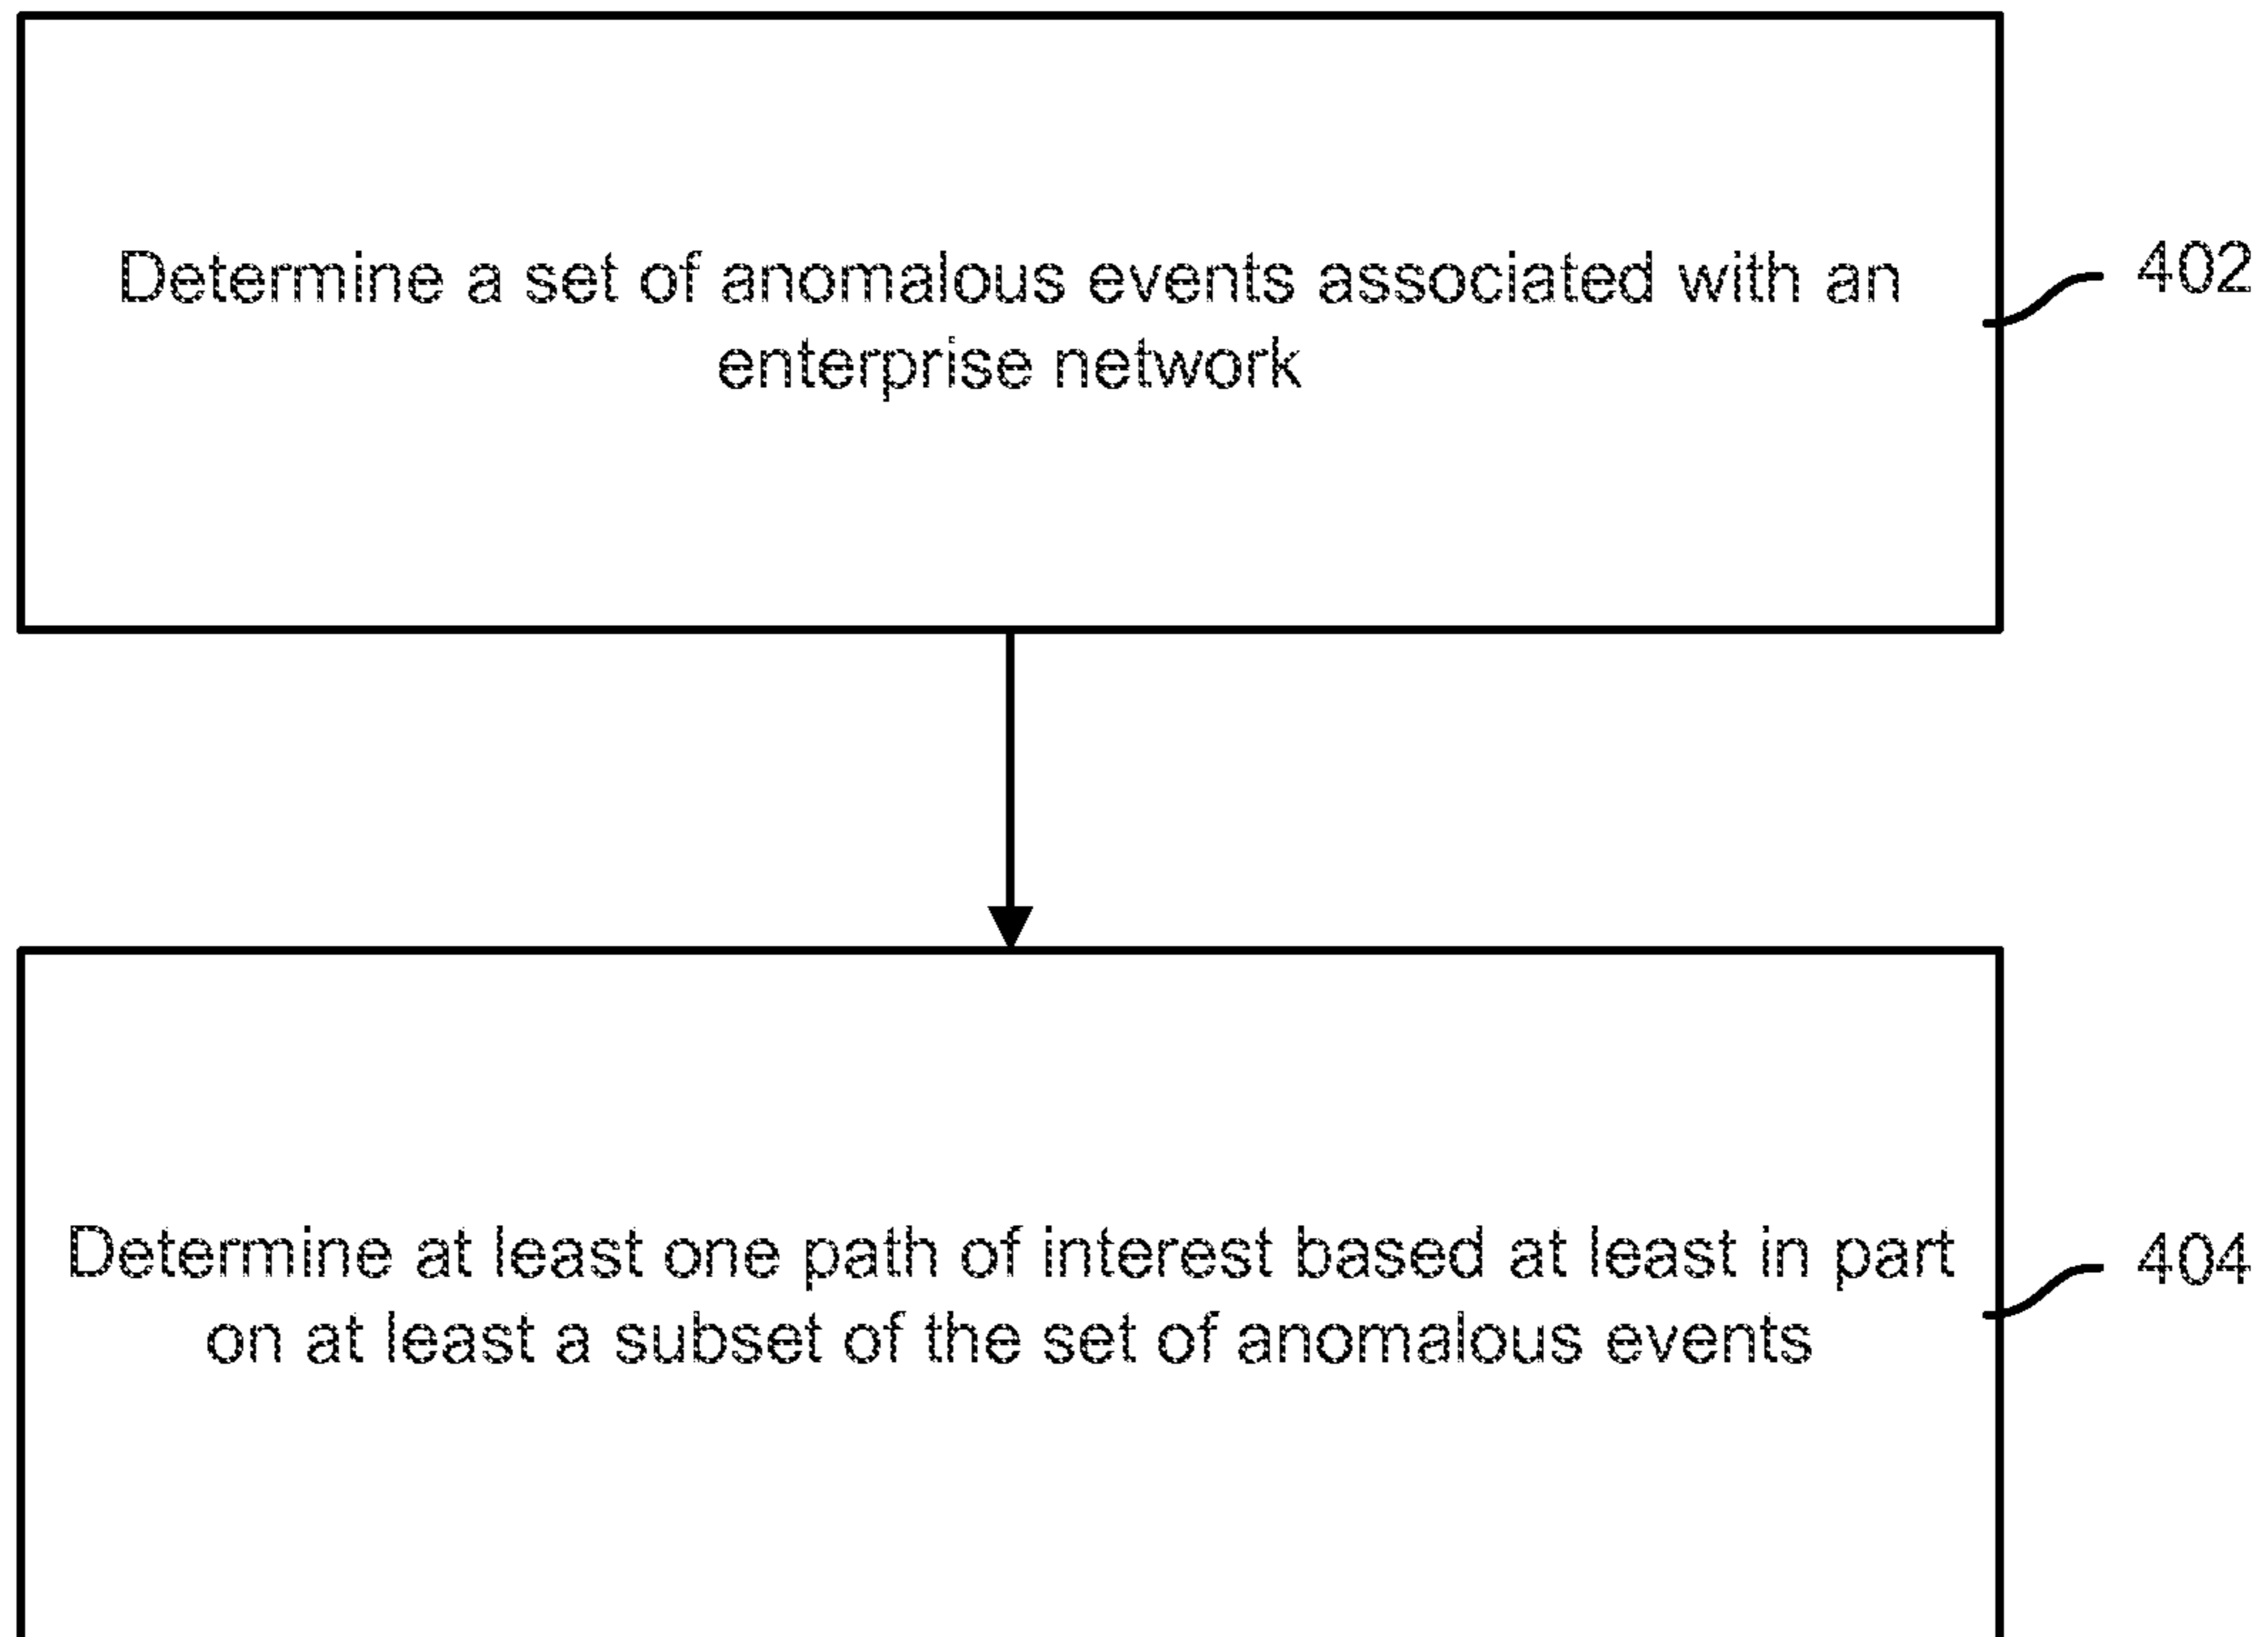 Determine a set of anomalous events associated with an
enterprise network
402
Determine at least one path of interest based at least in part
on at least a subset of the set of anomalous events
404